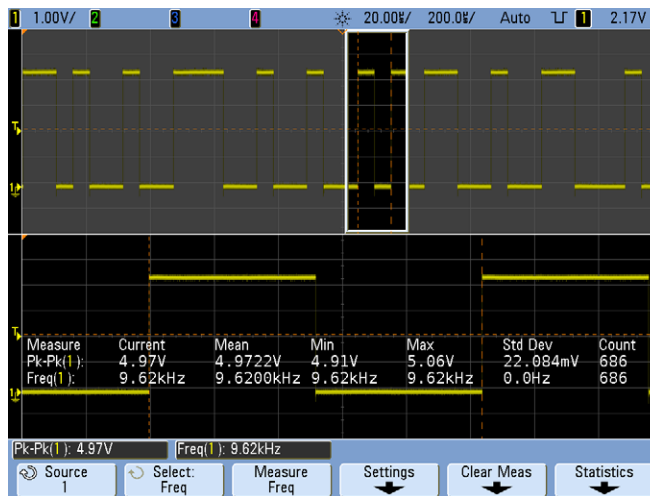 1 1.00V/ 2 3 4 20.00㎲/ 200.0㎲/ Auto 1 2.17V
T
1
T
Measure Current Mean Min Max Std Dev Count
Pk-Pk(1): 4.97V 4.9722V 4.91V 5.06V 22.084mV 686
Freq(1): 9.62kHz 9.6200kHz 9.62kHz 9.62kHz 0.0Hz 686
1
Pk-Pk(1): 4.97V Freq(1): 9.62kHz
Source Select: Measure Settings Clear Meas Statistics
1 Freq Freq